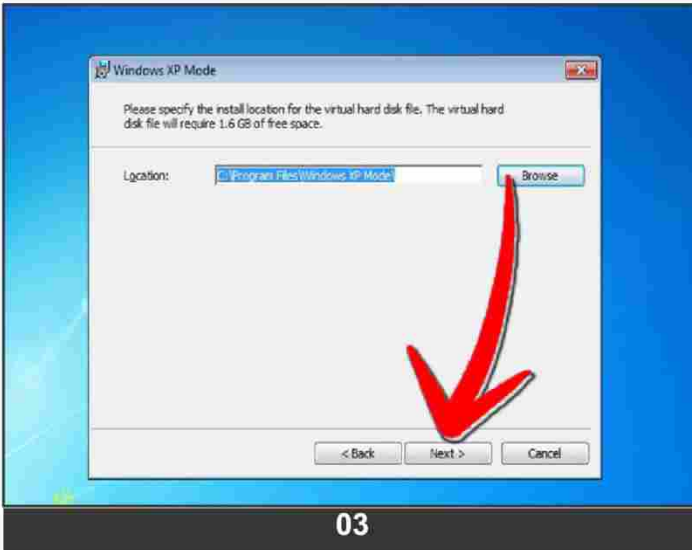 Windows XP Mode
Please specify the install location for the virtual hard disk file. The virtual hard
disk file will require 1.6 GB of free space.
Location: C:\Program Files\Windows XP Mode\ Browse
< Back Next > Cancel
03